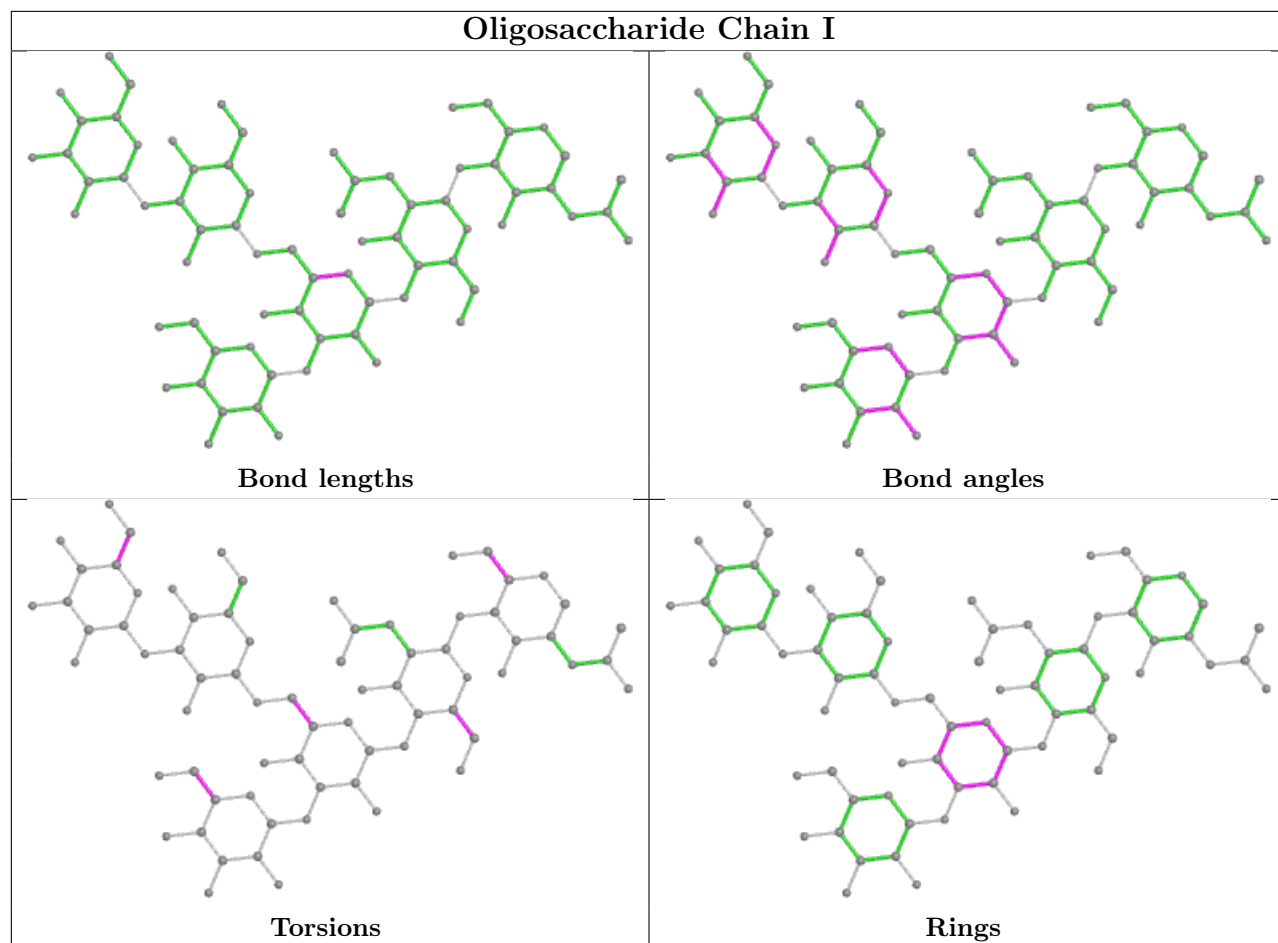 Oligosaccharide Chain I
Bond lengths
Bond angles
Torsions
Rings